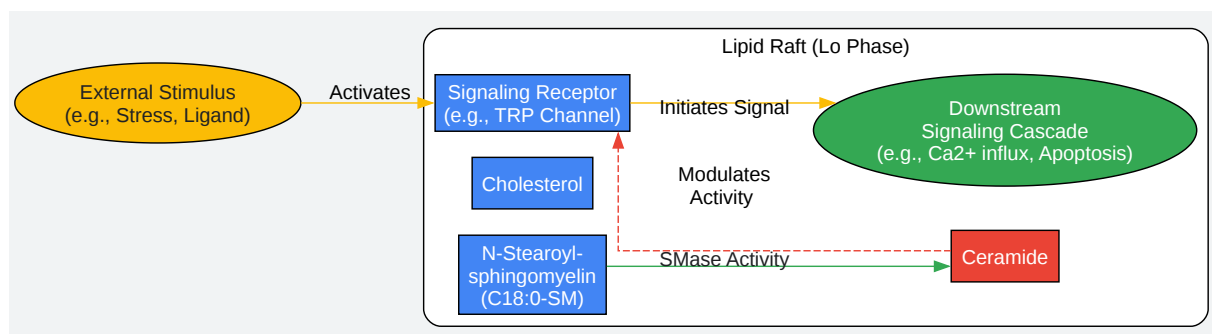 Lipid Raft (Lo Phase)
External Stimulus
(e.g., Stress, Ligand)
Activates
Signaling Receptor
(e.g., TRP Channel)
Initiates Signal
Downstream
Signaling Cascade
(e.g., Ca2+ influx, Apoptosis)
Cholesterol
Modulates
Activity
N-Stearoyl-
sphingomyelin
(C18:0-SM)
SMase Activity
Ceramide